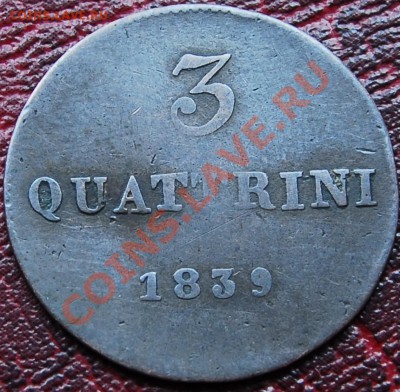 3
QUATTRINI
1839
COINS.LAVE.RU